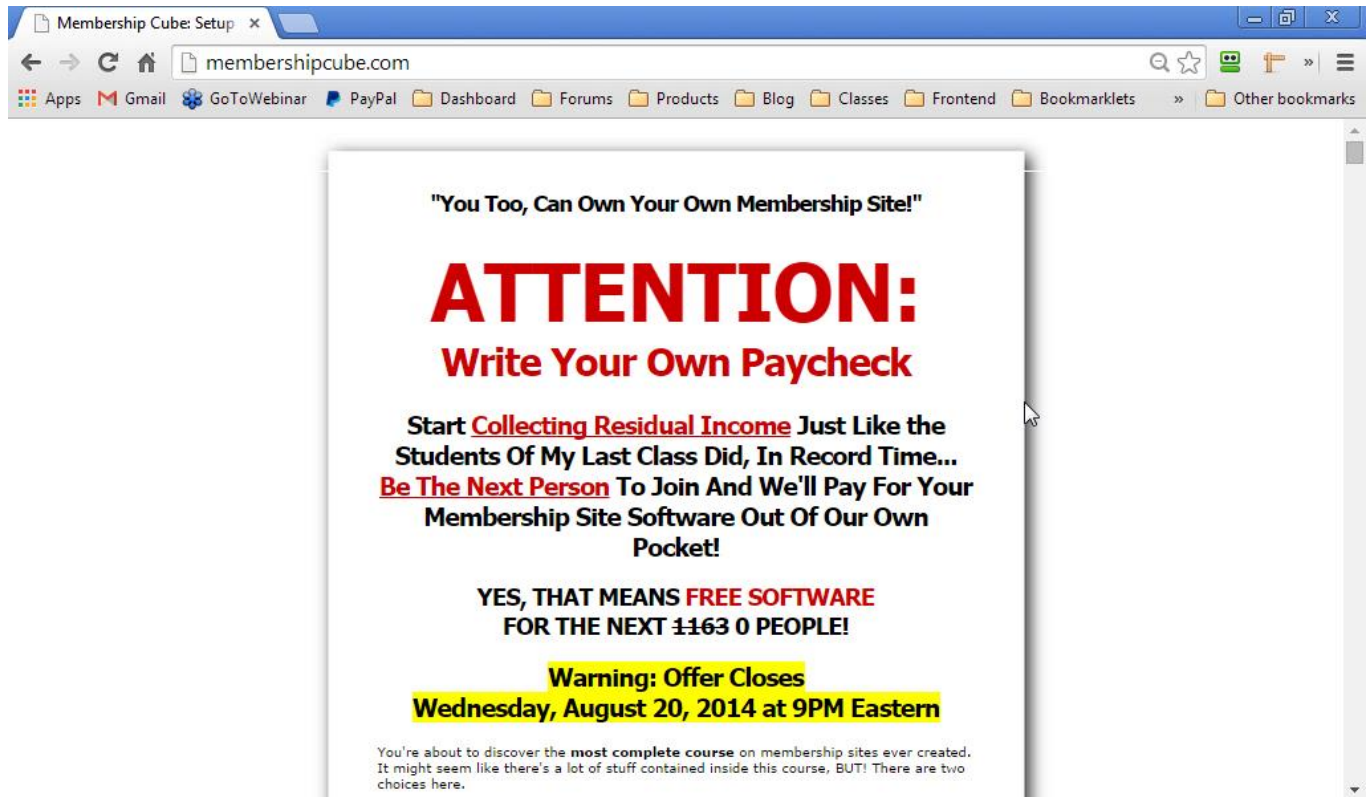 Membership Cube: Setup
membershipcube.com
Apps Gmail GoToWebinar PayPal Dashboard Forums Products Blog Classes Frontend Bookmarklets » Other bookmarks
"You Too, Can Own Your Own Membership Site!"
ATTENTION:
Write Your Own Paycheck
Start Collecting Residual Income Just Like the
Students Of My Last Class Did, In Record Time...
Be The Next Person To Join And We'll Pay For Your
Membership Site Software Out Of Our Own
Pocket!
YES, THAT MEANS FREE SOFTWARE
FOR THE NEXT 1163 0 PEOPLE!
Warning: Offer Closes
Wednesday, August 20, 2014 at 9PM Eastern
You're about to discover the most complete course on membership sites ever created.
It might seem like there's a lot of stuff contained inside this course, BUT! There are two
choices here.